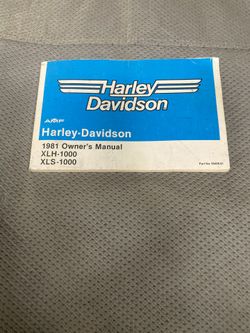 Harley
Davidson
AMF
Harley-Davidson
1981 Owner's Manual
XLH-1000
XLS-1000